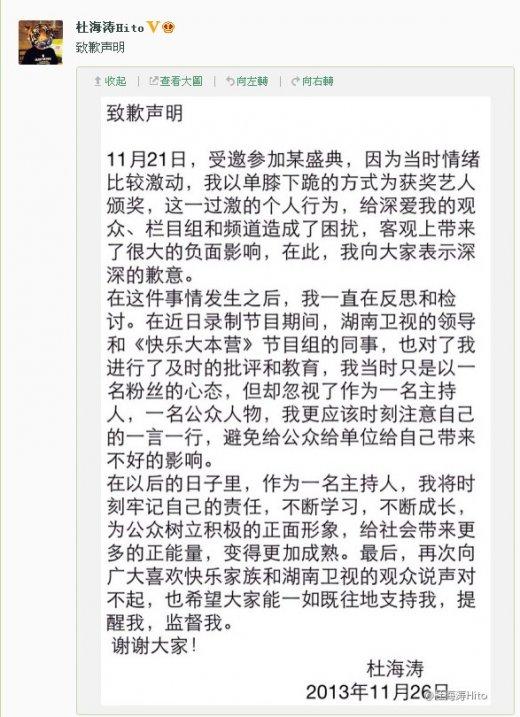 杜海涛Hito
致歉声明
收起 | 查看大圖 | 向左轉 | 向右轉
致歉声明
11月21日，受邀参加某盛典，因为当时情绪
比较激动，我以单膝下跪的方式为获奖艺人
颁奖，这一过激的个人行为，给深爱我的观
众、栏目组和频道造成了困扰，客观上带来
了很大的负面影响，在此，我向大家表示深
深的歉意。
在这件事情发生之后，我一直在反思和检
讨。在近日录制节目期间，湖南卫视的领导
和《快乐大本营》节目组的同事，也对了我
进行了及时的批评和教育，我当时只是以一
名粉丝的心态，但却忽视了作为一名主持
人，一名公众人物，我更应该时刻注意自己
的一言一行，避免给公众给单位给自己带来
不好的影响。
在以后的日子里，作为一名主持人，我将时
刻牢记自己的责任，不断学习，不断成长，
为公众树立积极的正面形象，给社会带来更
多的正能量，变得更加成熟。最后，再次向
广大喜欢快乐家族和湖南卫视的观众说声对
不起，也希望大家能一如既往地支持我，提
醒我，监督我。
谢谢大家！
杜海涛
2013年11月26日
@杜海涛Hito